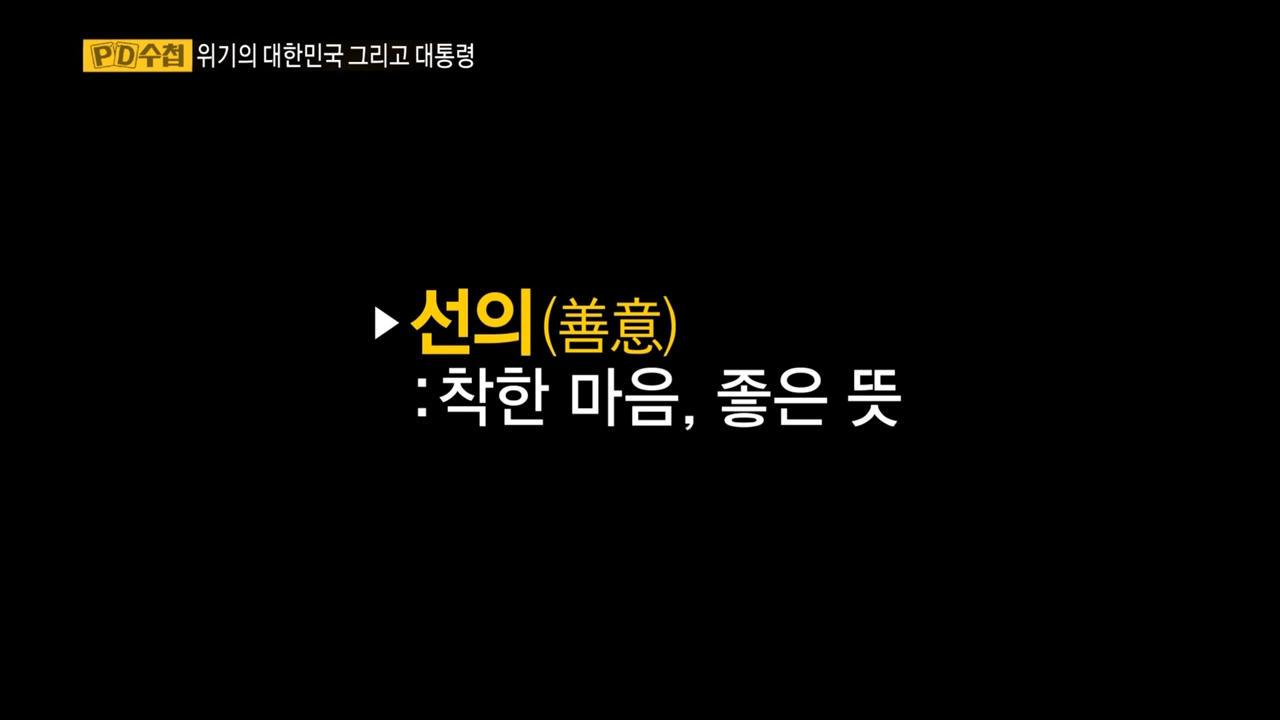 PD수첩 위기의 대한민국 그리고 대통령
▶선의(善意)
:착한 마음, 좋은 뜻